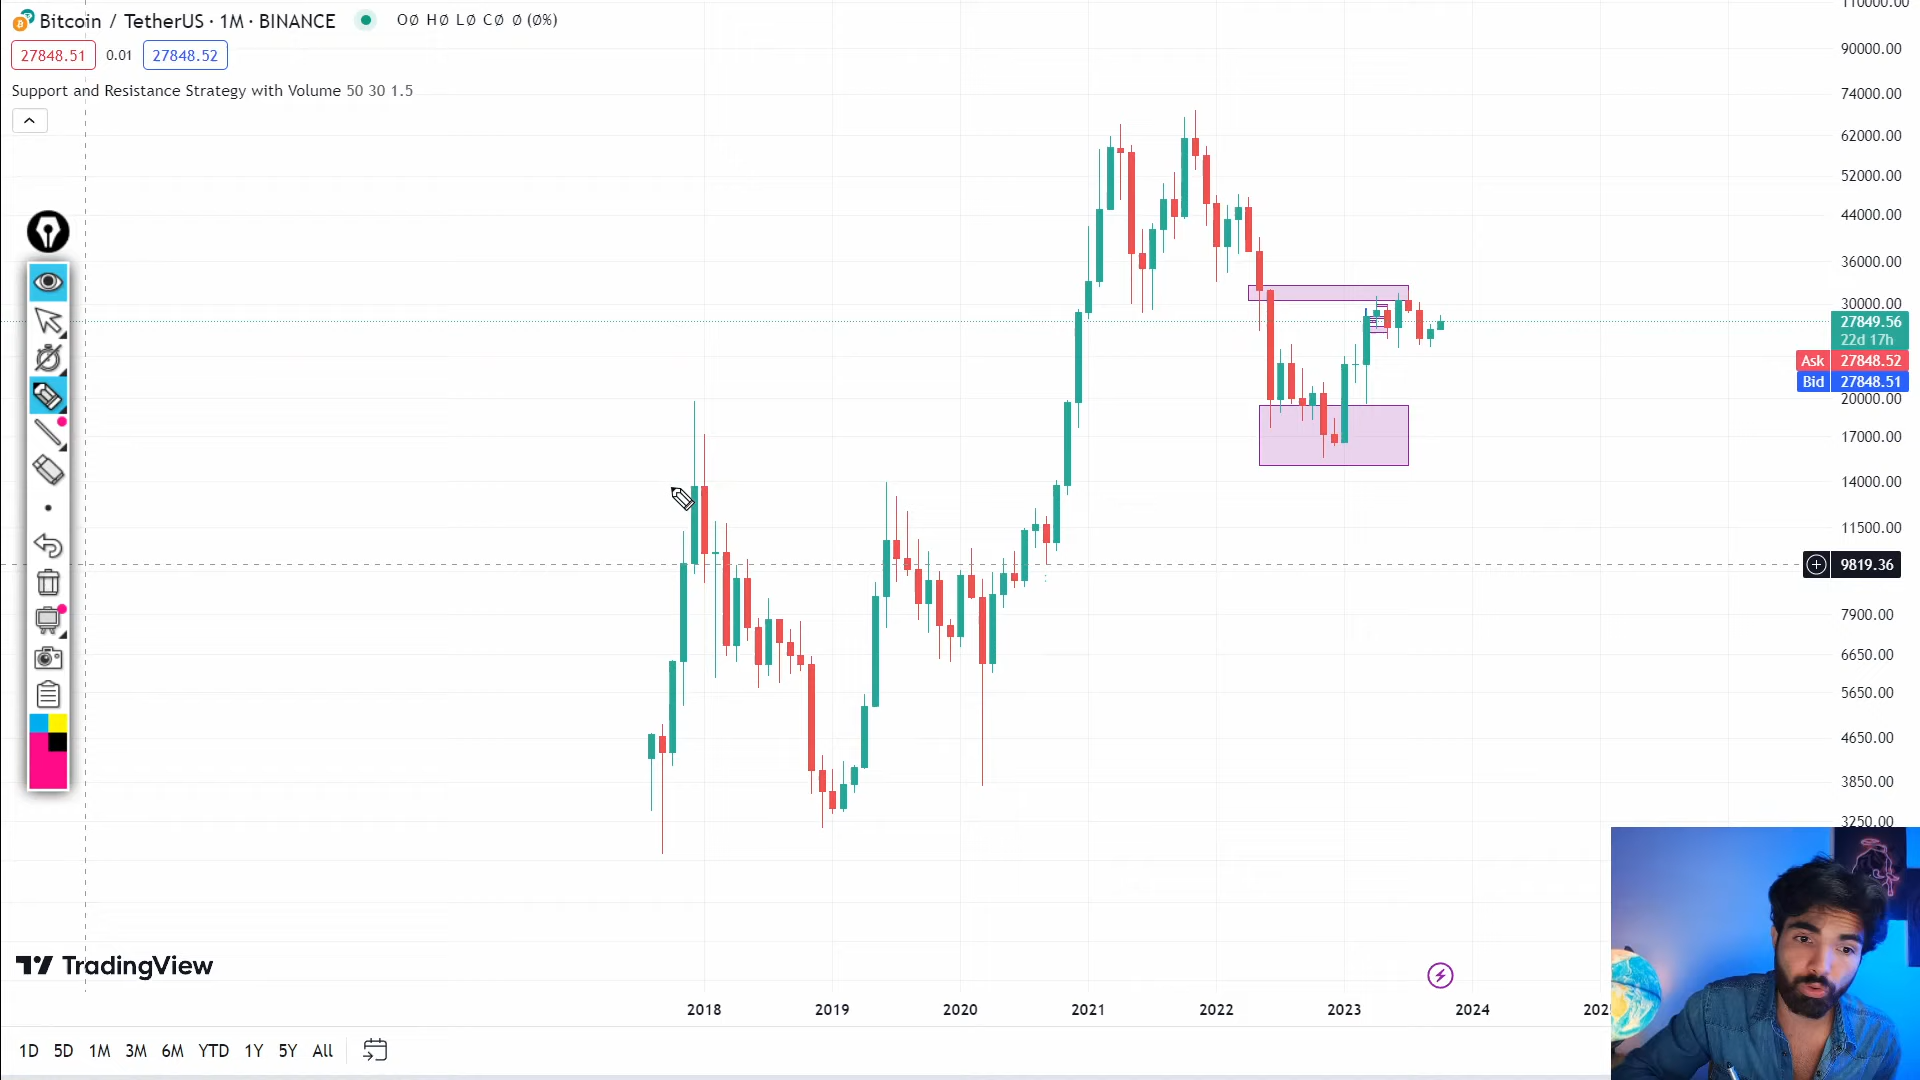 Bitcoin / TetherUS · 1M · BINANCE O0 H0 L0 C0 0 (0%)
27848.51 0.01 27848.52
Support and Resistance Strategy with Volume 50 30 1.5
110000.00
90000.00
74000.00
62000.00
52000.00
44000.00
36000.00
30000.00
27849.56
22d 17h
Ask 27848.52
Bid 27848.51
20000.00
17000.00
14000.00
11500.00
9819.36
7900.00
6650.00
5650.00
4650.00
3850.00
3250.00
TradingView
2018 2019 2020 2021 2022 2023 2024
1D 5D 1M 3M 6M YTD 1Y 5Y All